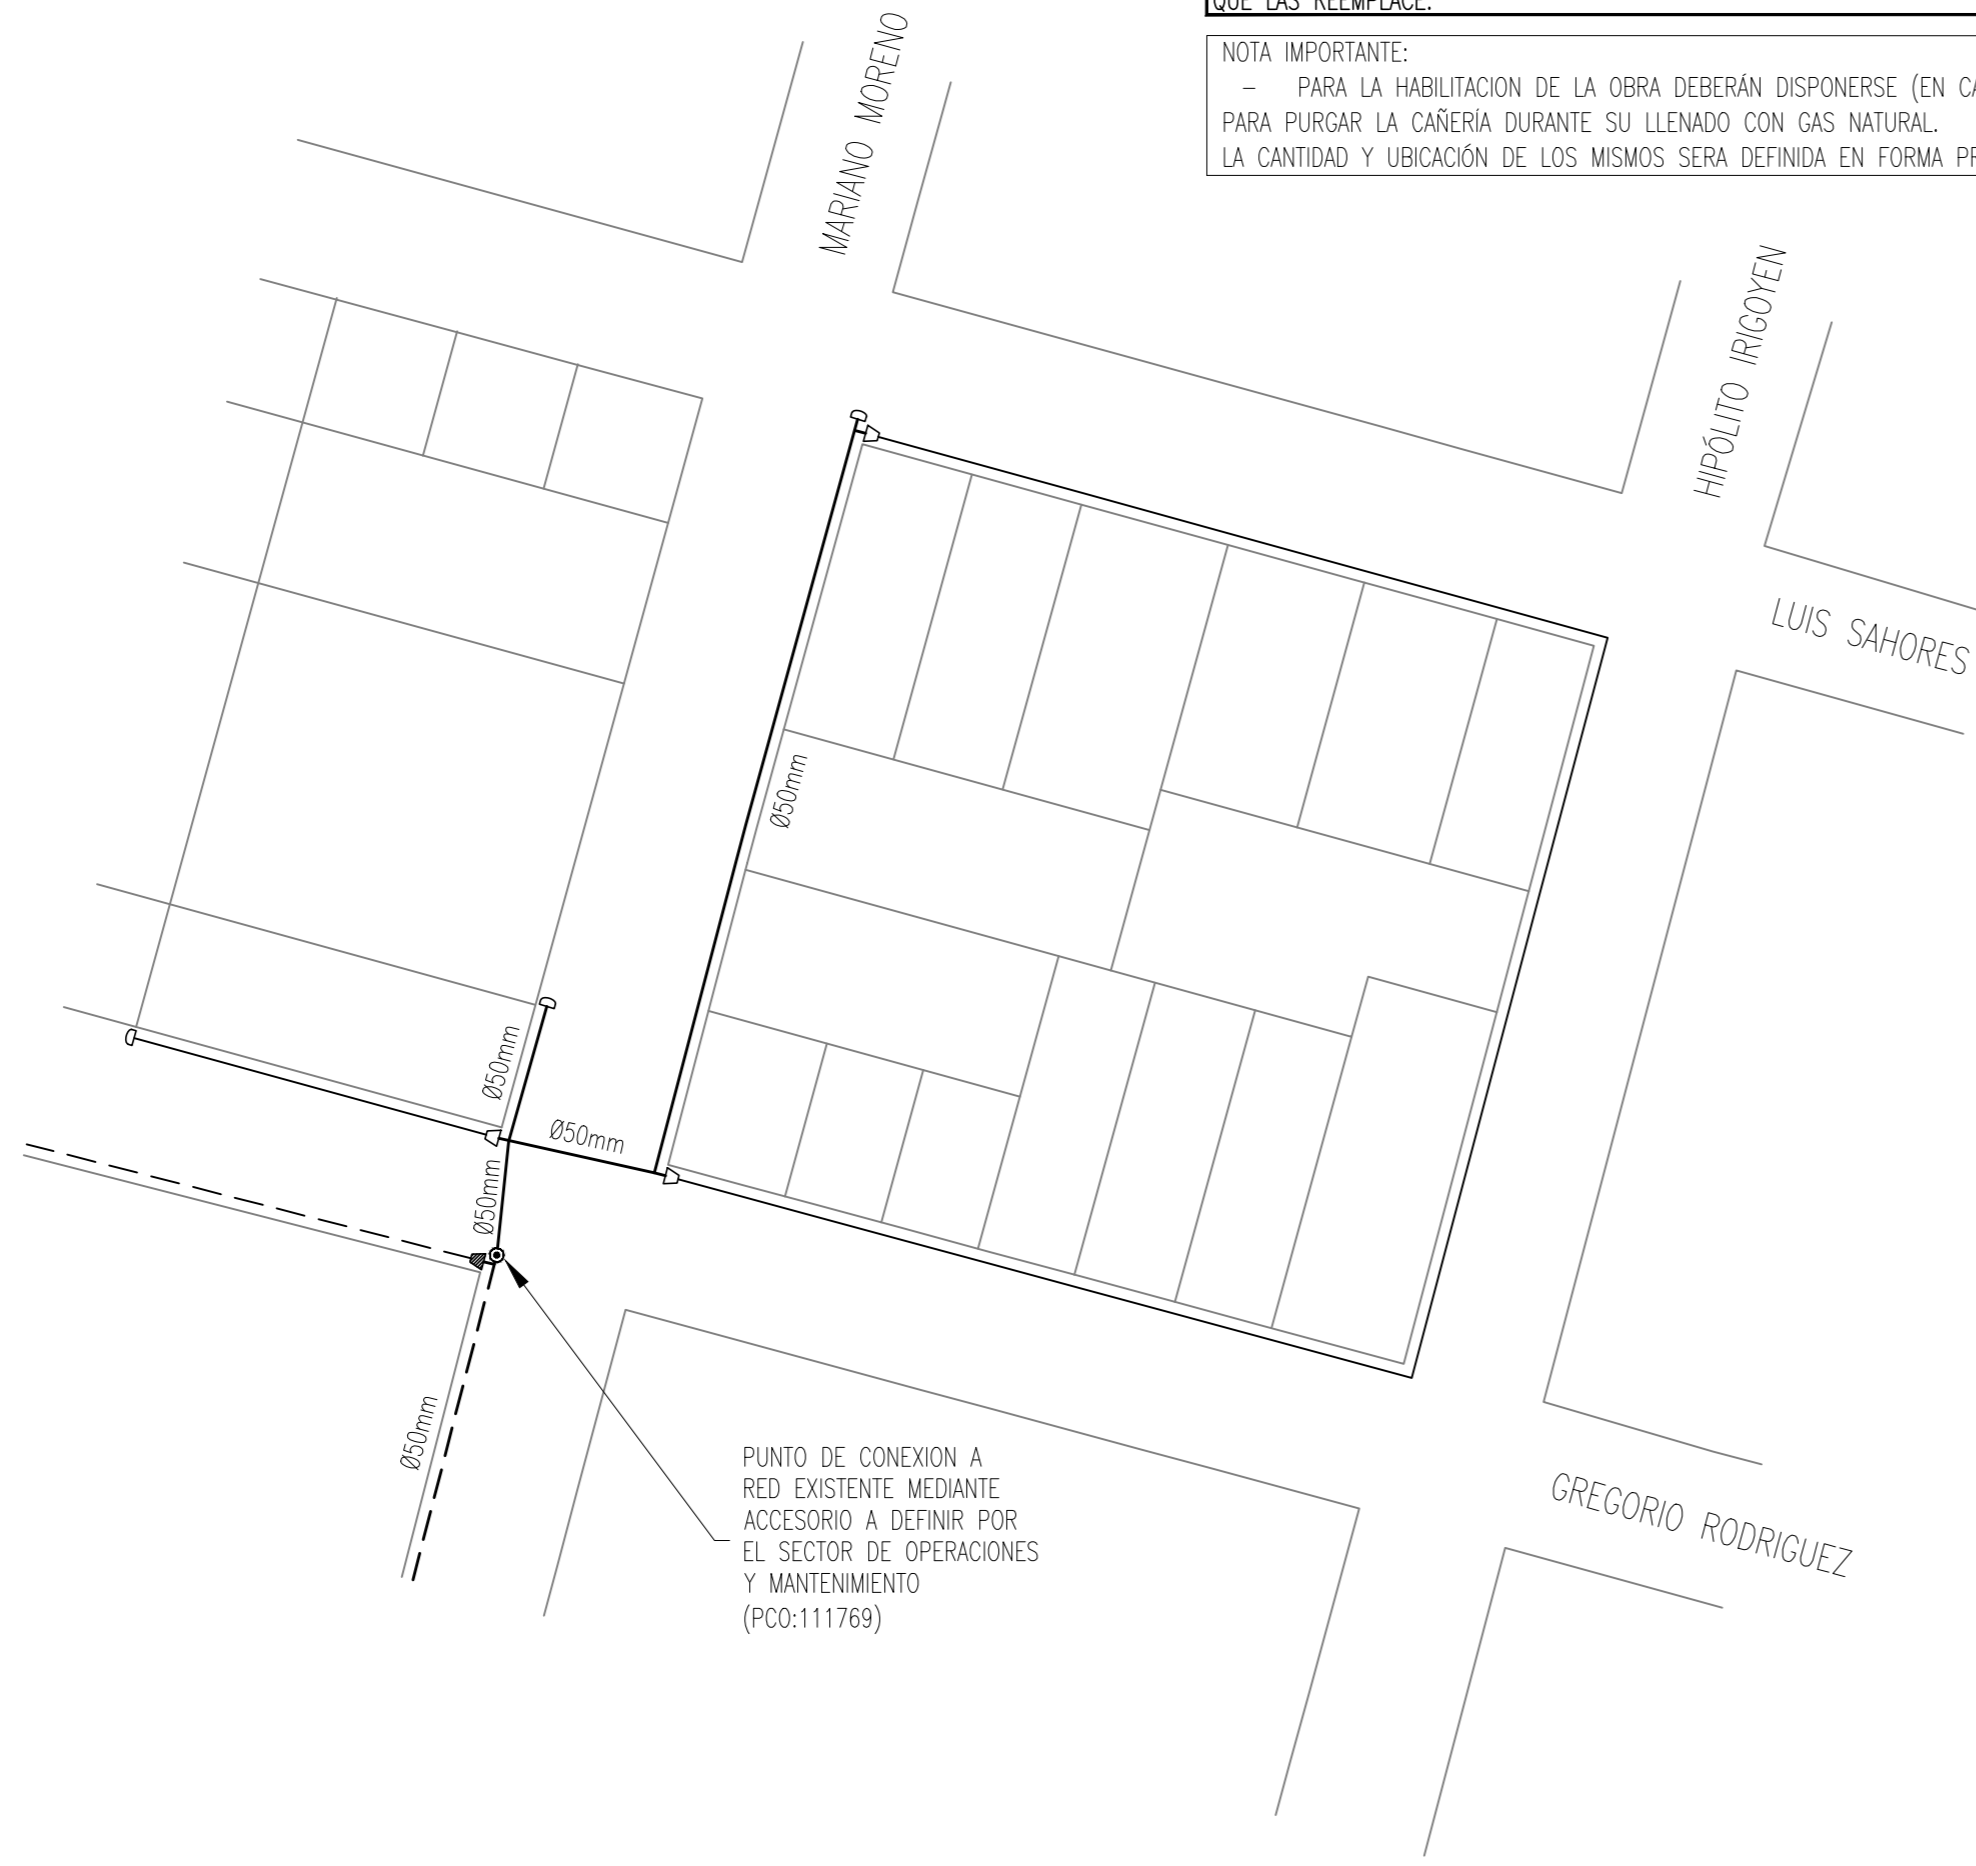 QUE LAS REEMPLACE.
NOTA IMPORTANTE:
– PARA LA HABILITACION DE LA OBRA DEBERÁN DISPONERSE (EN
PARA PURGAR LA CAÑERÍA DURANTE SU LLENADO CON GAS NATURAL.
LA CANTIDAD Y UBICACIÓN DE LOS MISMOS SERA DEFINIDA EN FORMA
MARIANO MORENO
HIPÓLITO IRIGOYEN
LUIS SAHORES
Ø50mm
Ø50mm
Ø50mm
Ø50mm
Ø50mm
PUNTO DE CONEXION A
RED EXISTENTE MEDIANTE
ACCESORIO A DEFINIR POR
EL SECTOR DE OPERACIONES
Y MANTENIMIENTO
(PCO:111769)
GREGORIO RODRIGUEZ